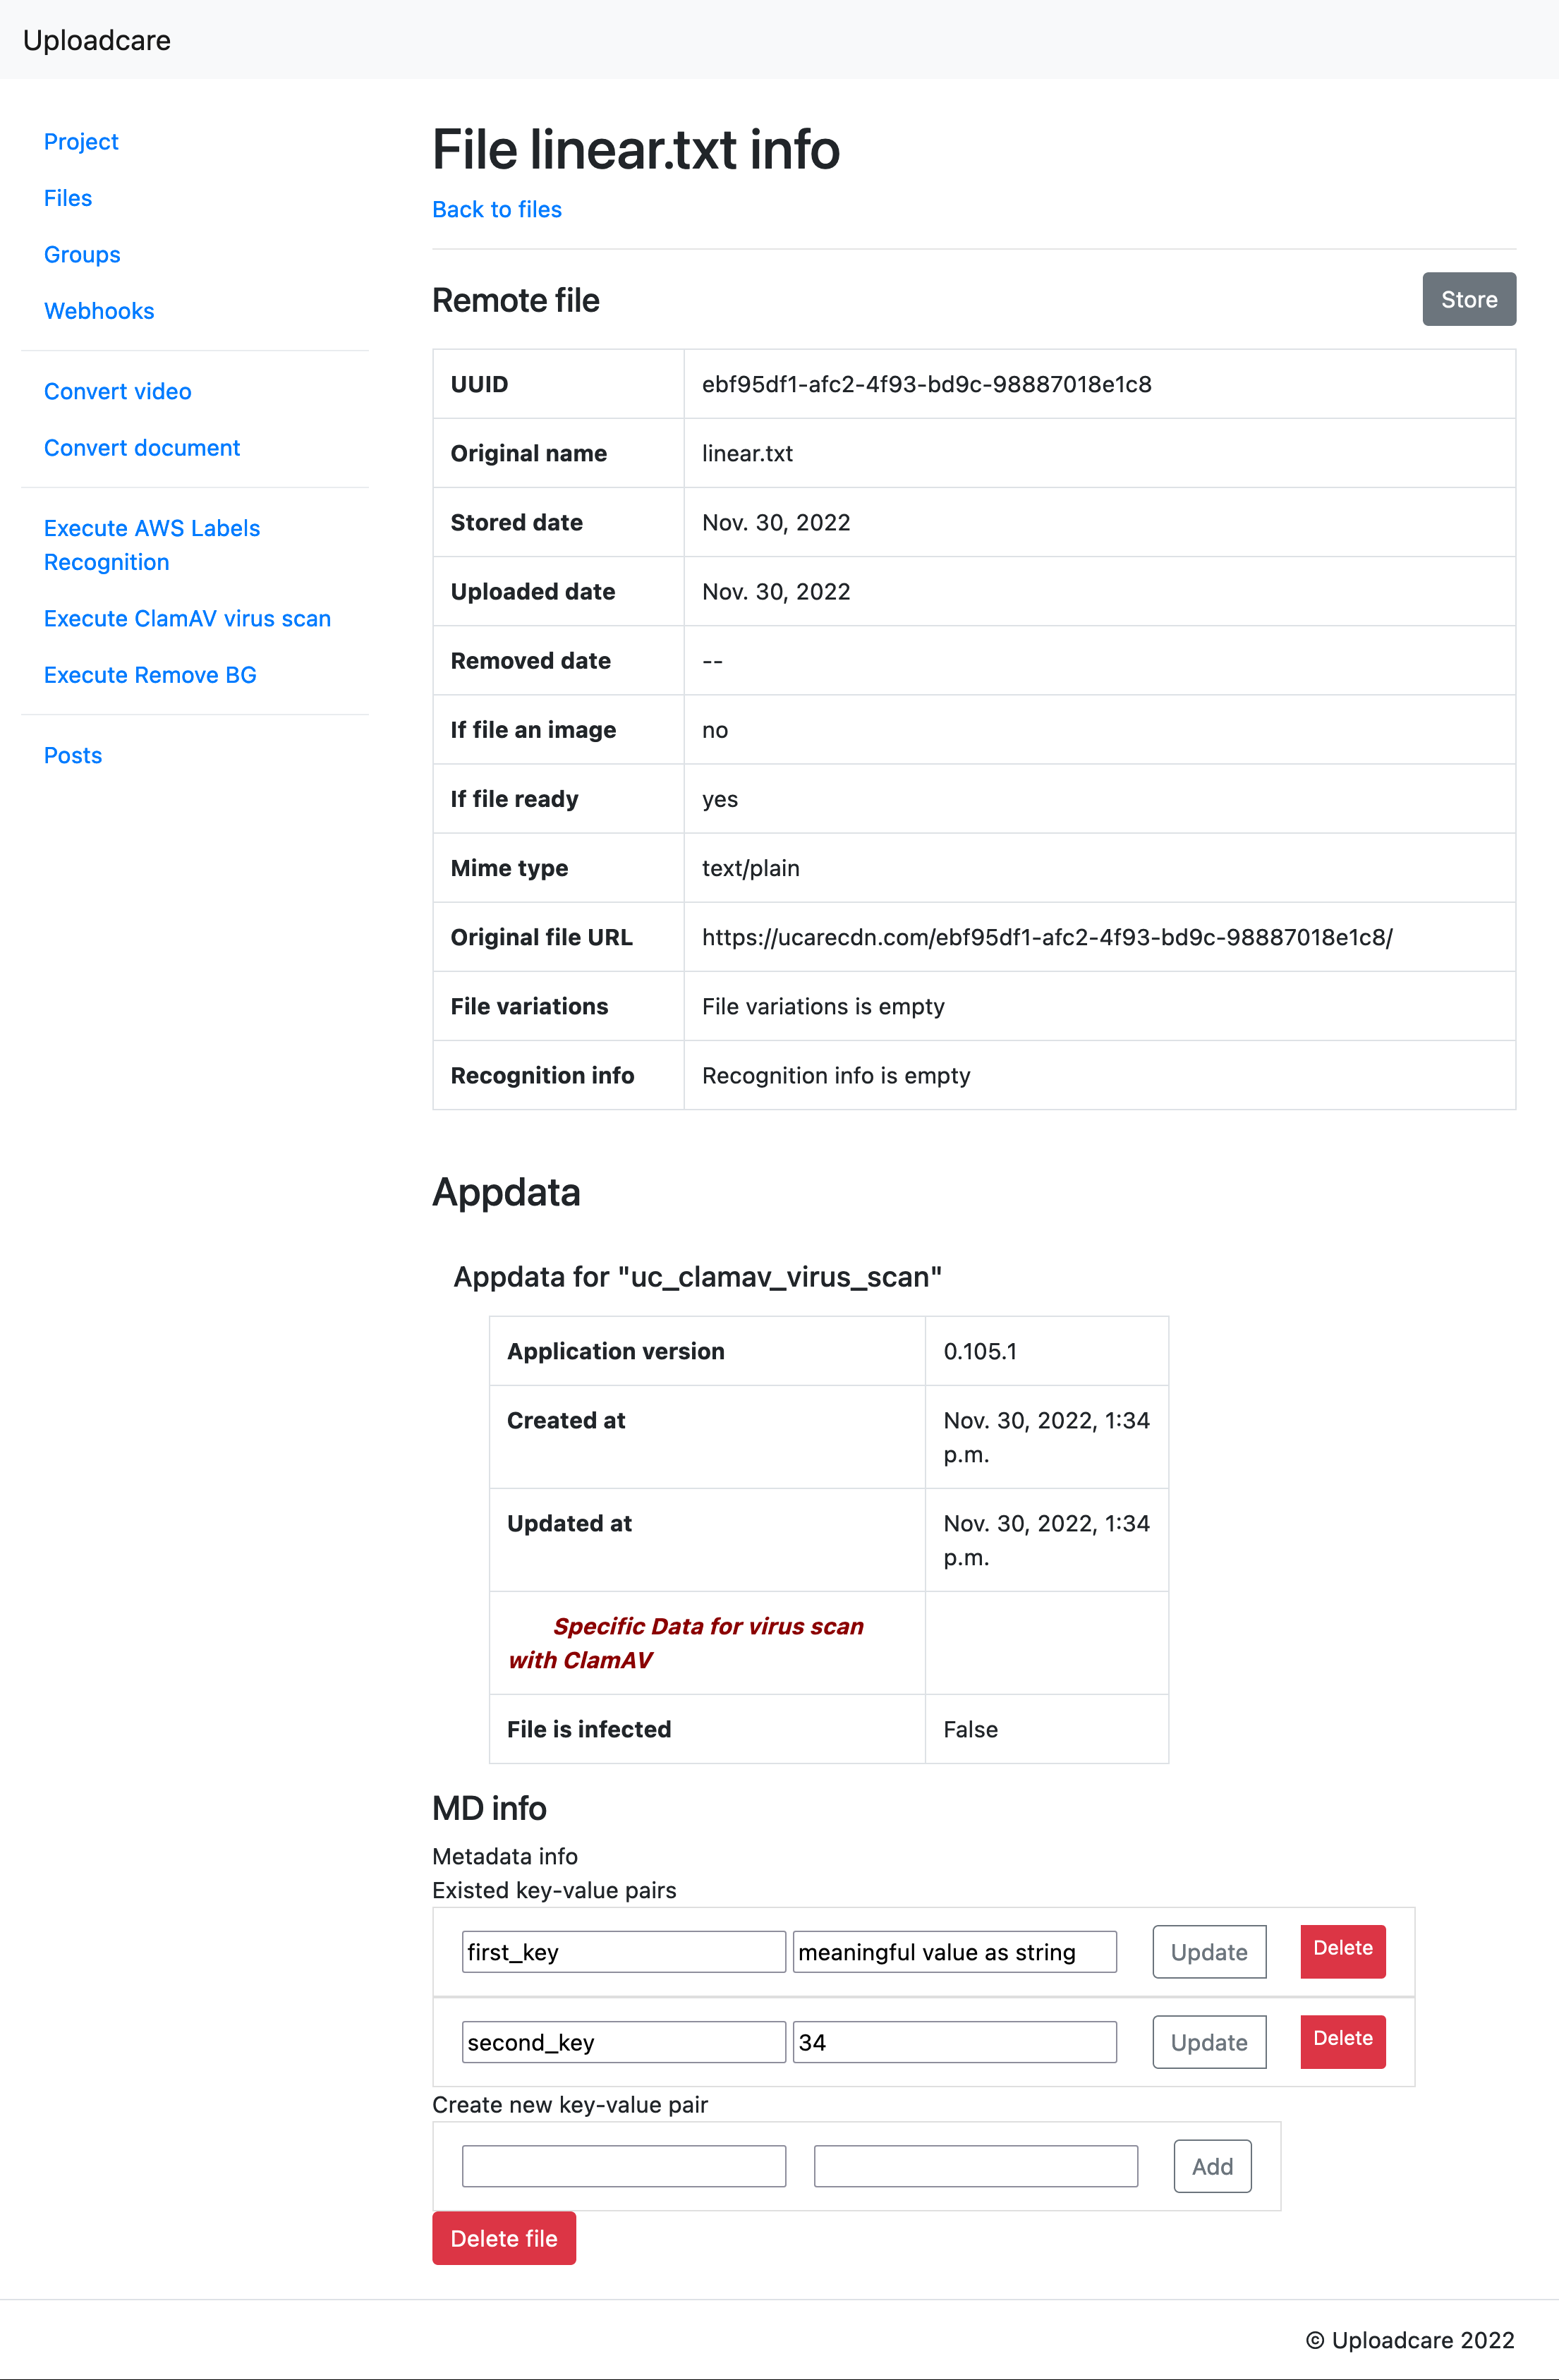 Uploadcare
Project
Files
Groups
Webhooks
Convert video
Convert document
Execute AWS Labels
Recognition
Execute ClamAV virus scan
Execute Remove BG
Posts
File linear.txt info
Back to files
Remote file
Store
UUID ebf95df1-afc2-4f93-bd9c-98887018e1c8
Original name linear.txt
Stored date Nov. 30, 2022
Uploaded date Nov. 30, 2022
Removed date --
If file an image no
If file ready yes
Mime type text/plain
Original file URL https://ucarecdn.com/ebf95df1-afc2-4f93-bd9c-98887018e1c8/
File variations File variations is empty
Recognition info Recognition info is empty
Appdata
Appdata for "uc_clamav_virus_scan"
Application version 0.105.1
Created at Nov. 30, 2022, 1:34
p.m.
Updated at Nov. 30, 2022, 1:34
p.m.
Specific Data for virus scan
with ClamAV
File is infected False
MD info
Metadata info
Existed key-value pairs
first_key meaningful value as string Update Delete
second_key 34 Update Delete
Create new key-value pair
Add
Delete file
© Uploadcare 2022